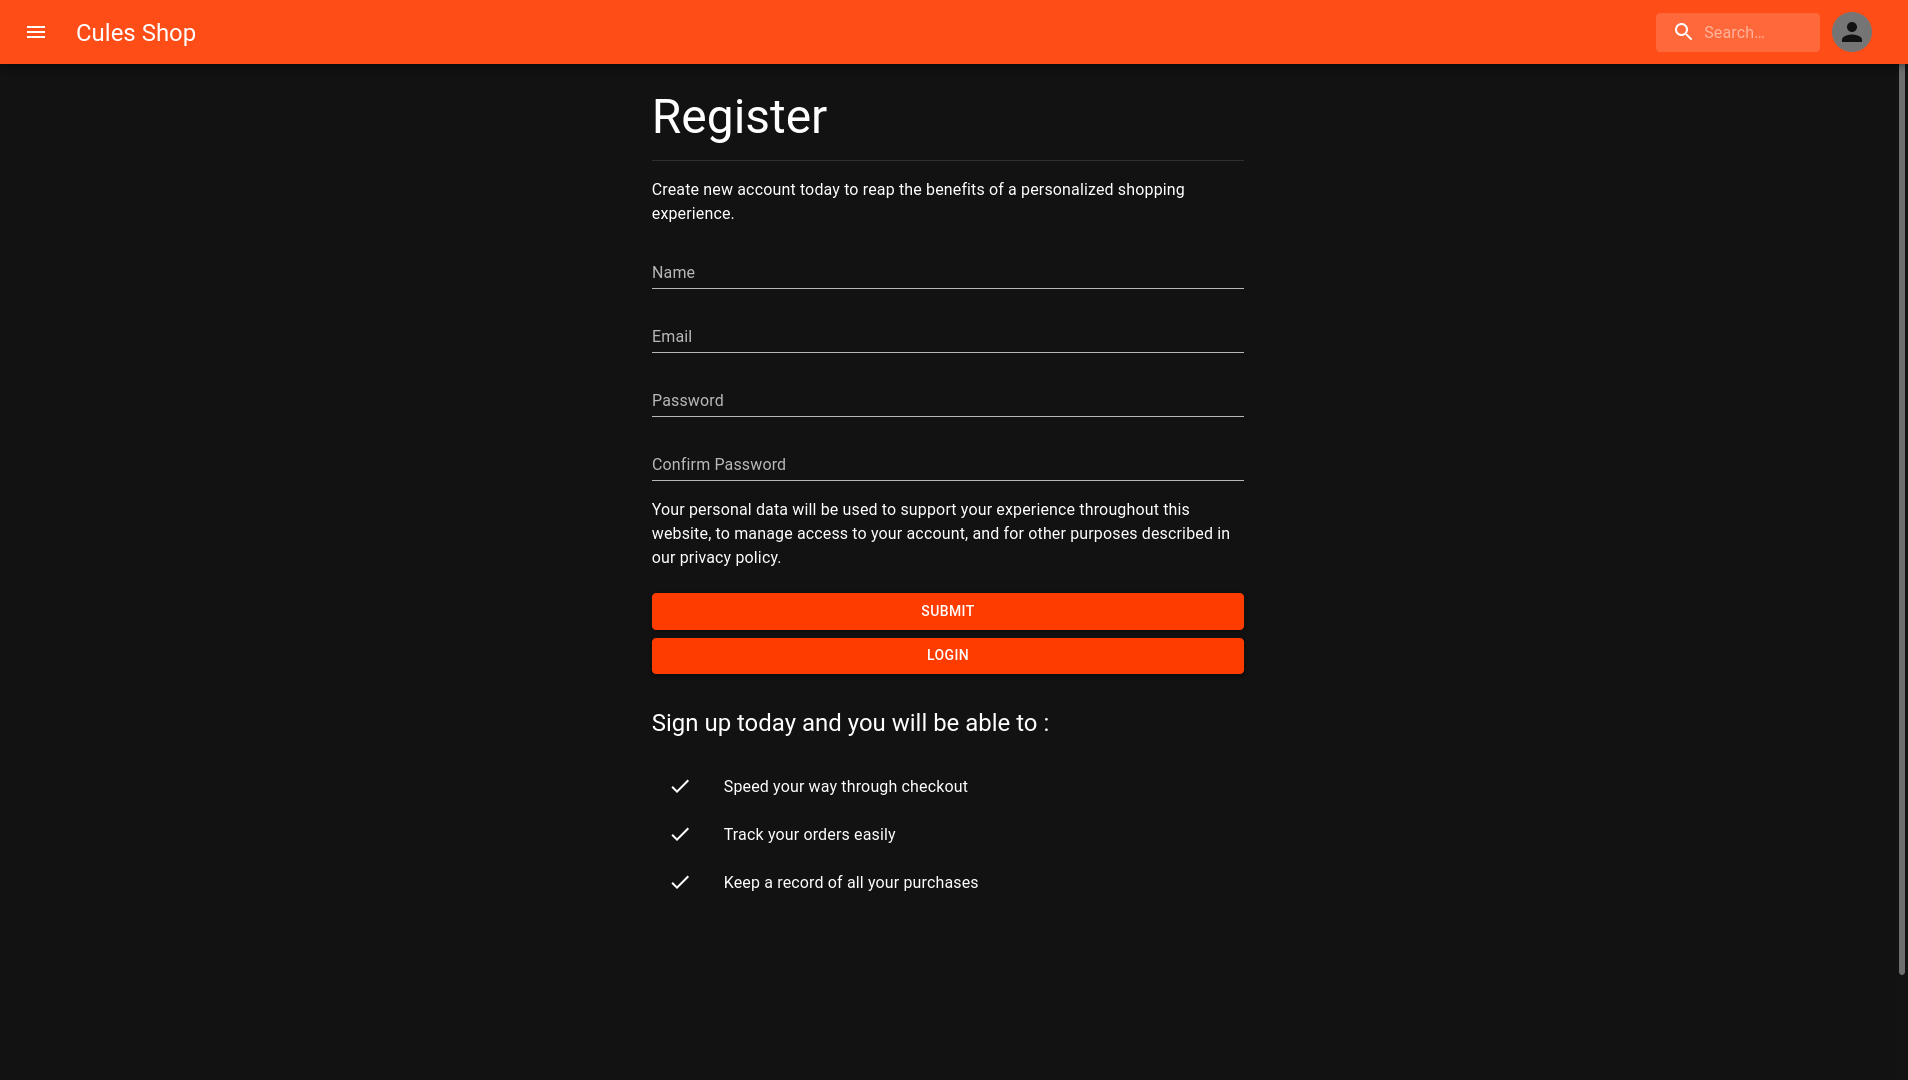 Cules Shop
Search...
Register
Create new account today to reap the benefits of a personalized shopping
experience.
Name
Email
Password
Confirm Password
Your personal data will be used to support your experience throughout this
website, to manage access to your account, and for other purposes described in
our privacy policy.
SUBMIT
LOGIN
Sign up today and you will be able to :
Speed your way through checkout
Track your orders easily
Keep a record of all your purchases